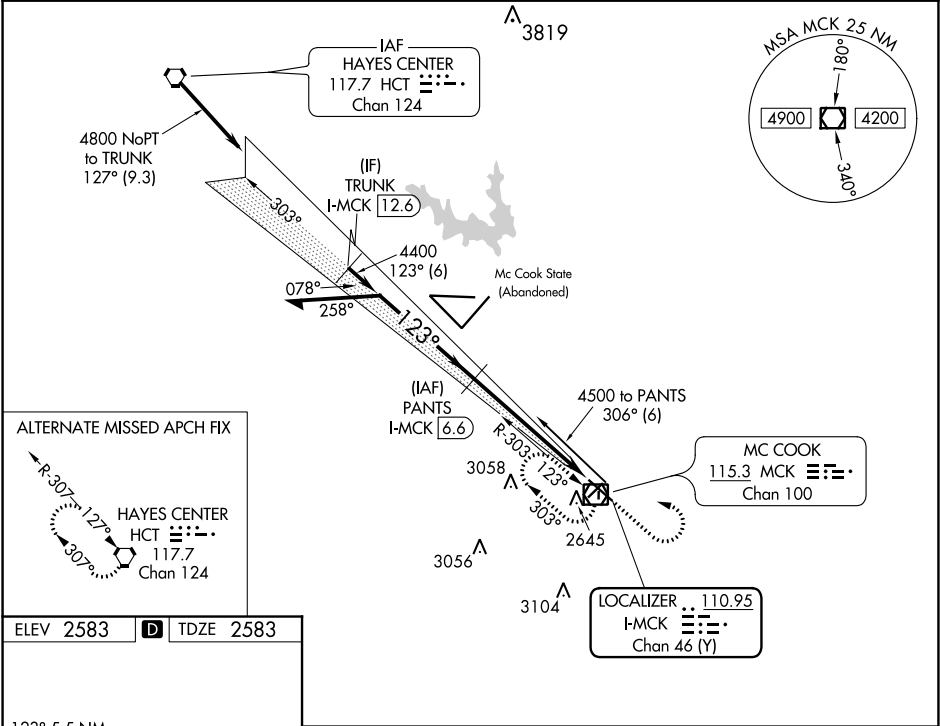 3819
IAF
HAYES CENTER
117.7 HCT
Chan 124
MSA MCK 25 NM
180°
4900
4200
340°
4800 NoPT
to TRUNK
127° (9.3)
(IF)
TRUNK
I-MCK 12.6
303°
4400
123° (6)
Mc Cook State
(Abandoned)
078°
258°
123°
(IAF)
PANTS
I-MCK 6.6
4500 to PANTS
306° (6)
R-303
123°
303°
3058
2645
3056
3104
MC COOK
115.3 MCK
Chan 100
LOCALIZER 110.95
I-MCK
Chan 46 (Y)
ALTERNATE MISSED APCH FIX
R-307
127°
307°
HAYES CENTER
HCT
117.7
Chan 124
ELEV 2583 D TDZE 2583
123° 5.5 NM